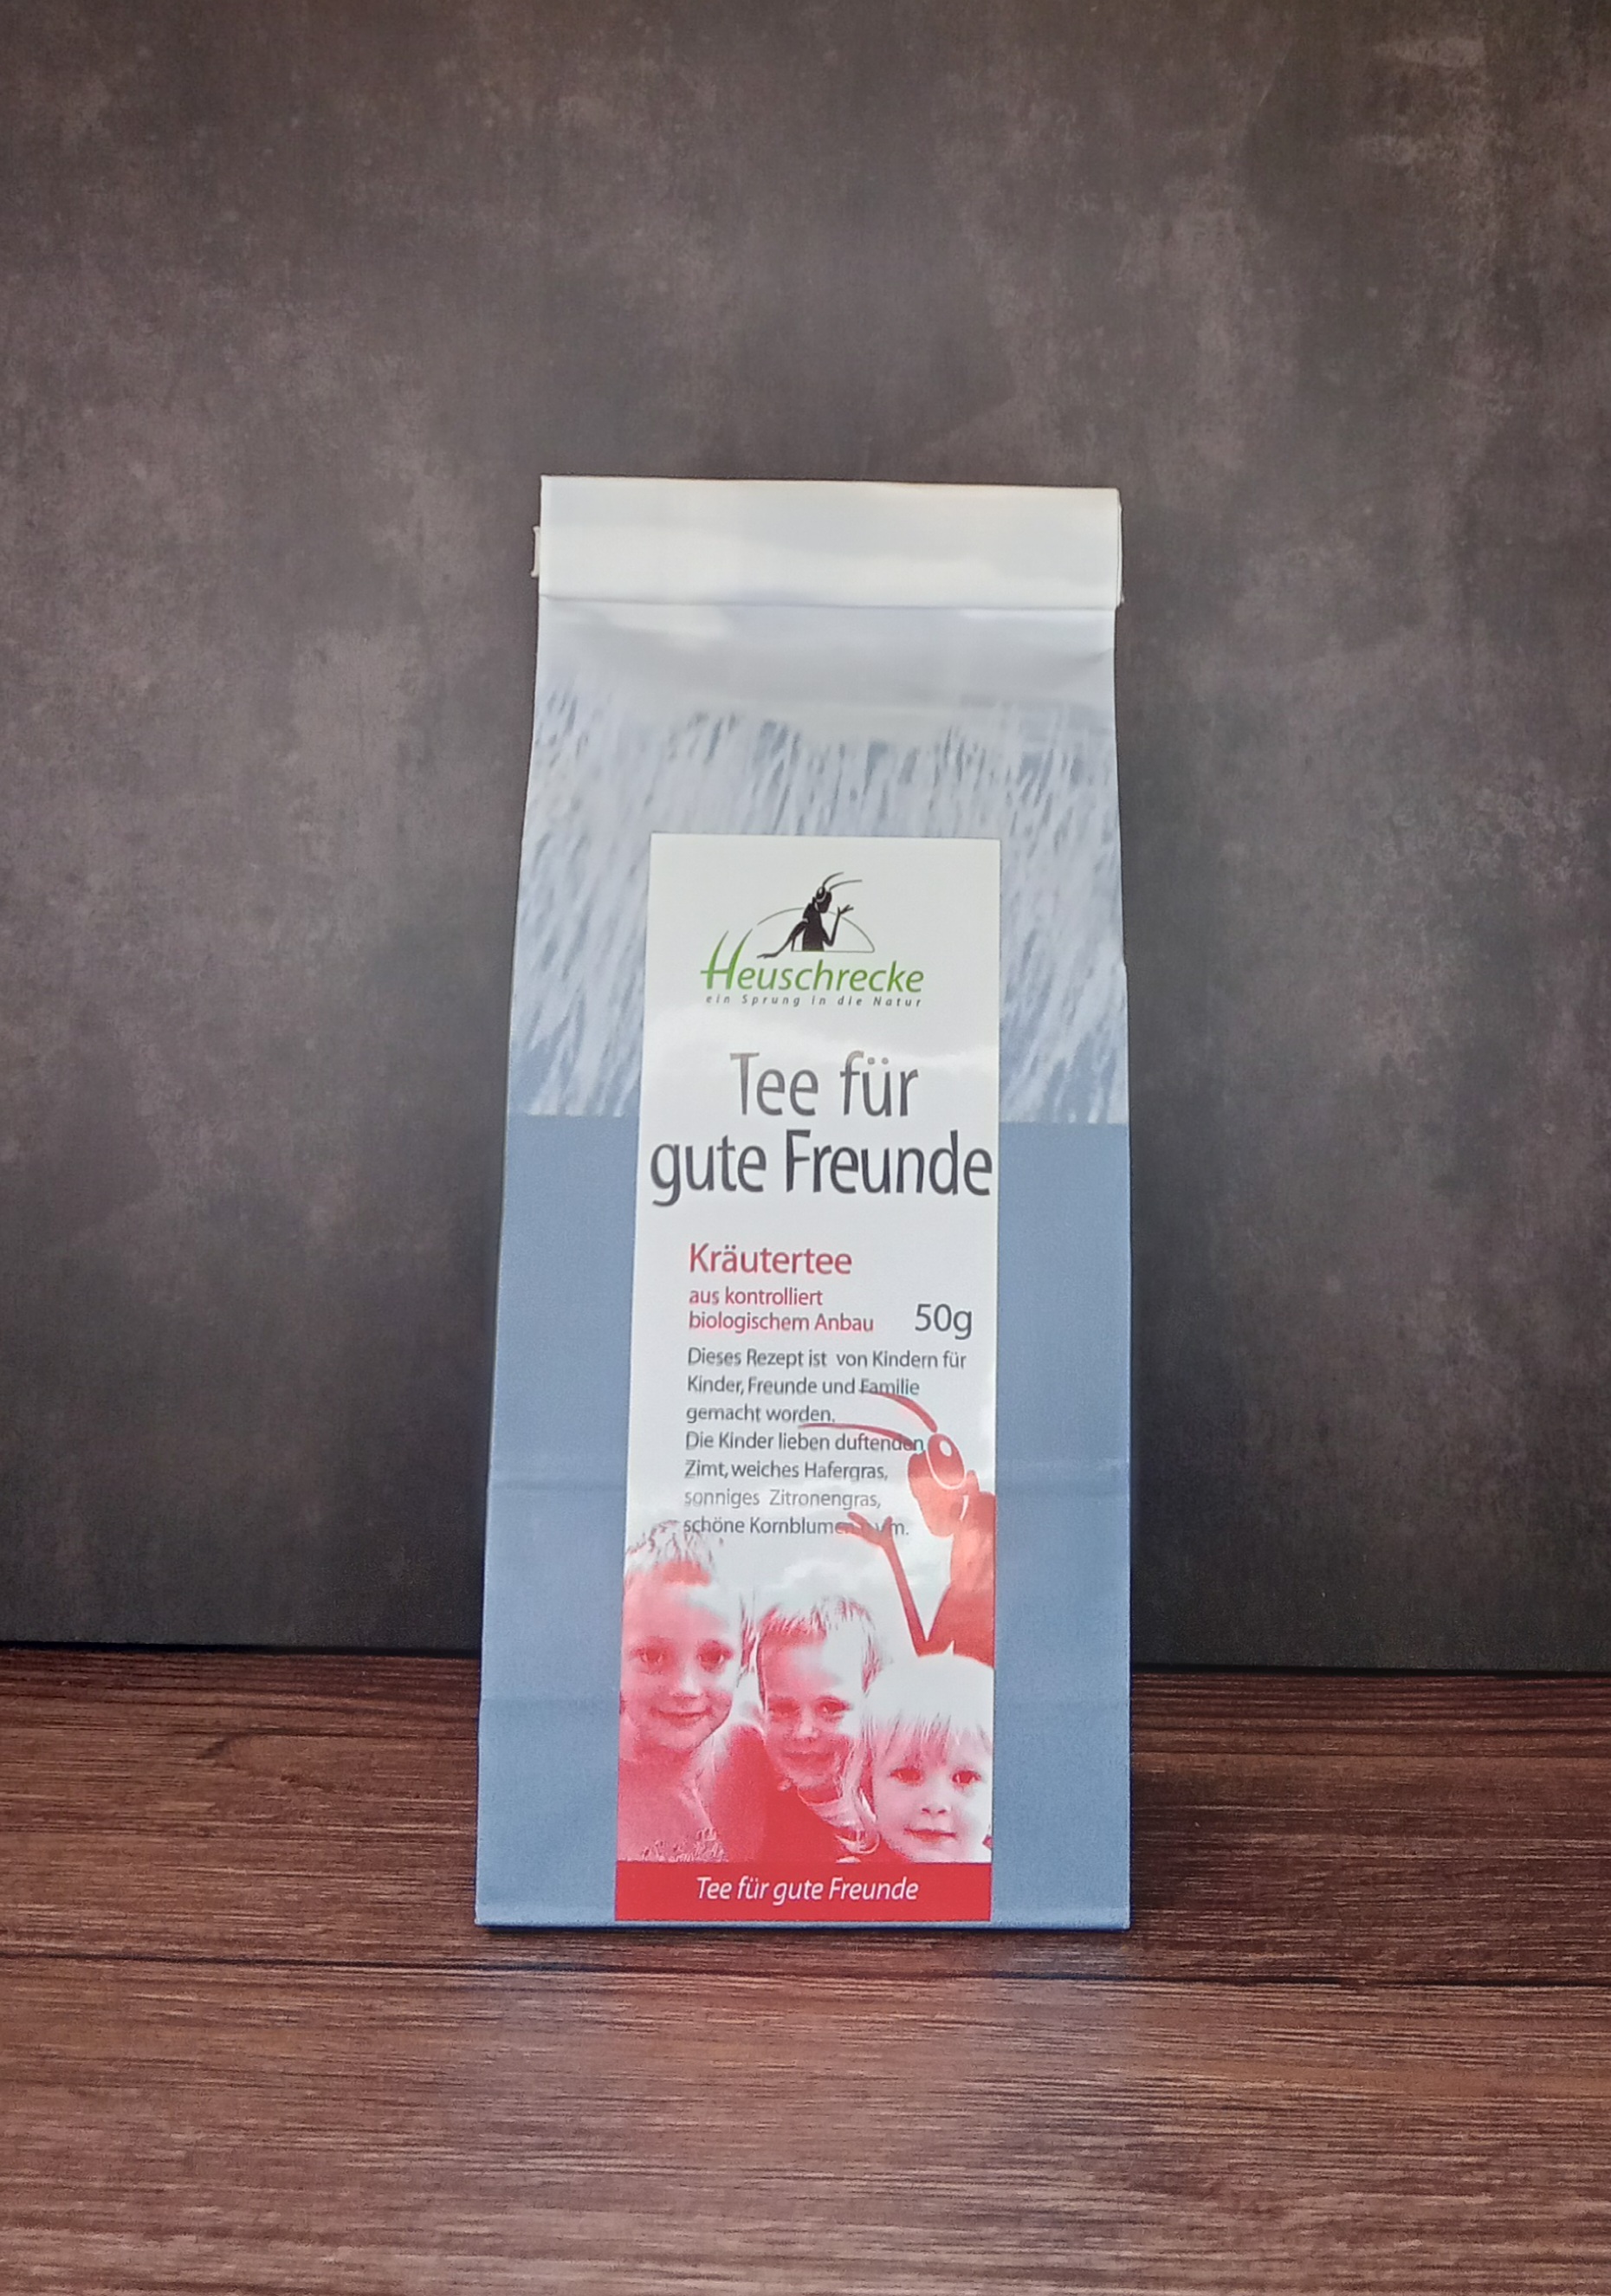 Heuschrecke
ein Sprung in die Natur
Tee für
gute Freunde
Kräutertee
aus kontrolliert
biologischem Anbau
50g
Dieses Rezept ist von Kindern für
Kinder, Freunde und Familie
gemacht worden.
Die Kinder lieben duftenden
Zimt, weiches Hafergras,
sonniges Zitronengras,
schöne Kornblumen
Tee für gute Freunde